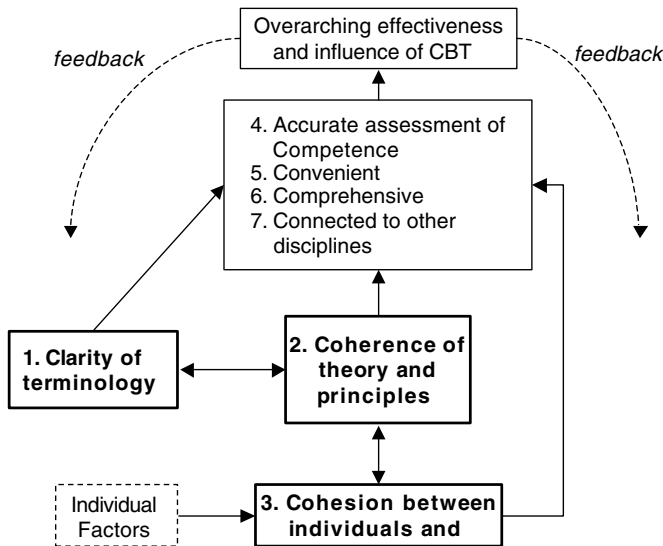 Overarching effectiveness
and influence of CBT
feedback
feedback
4. Accurate assessment of
Competence
5. Convenient
6. Comprehensive
7. Connected to other
disciplines
1. Clarity of
terminology
2. Coherence of
theory and
principles
Individual
Factors
3. Cohesion between
individuals and